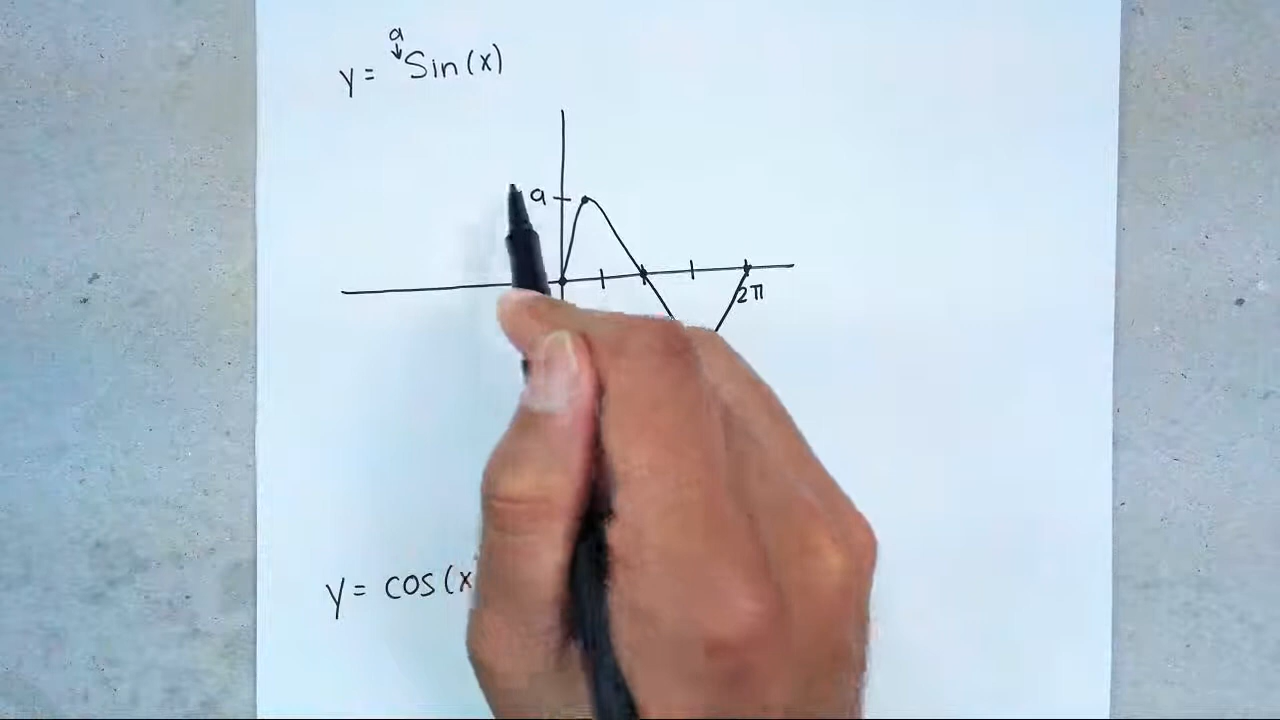 a
y = Sin(x)
a
2π
y = cos(x